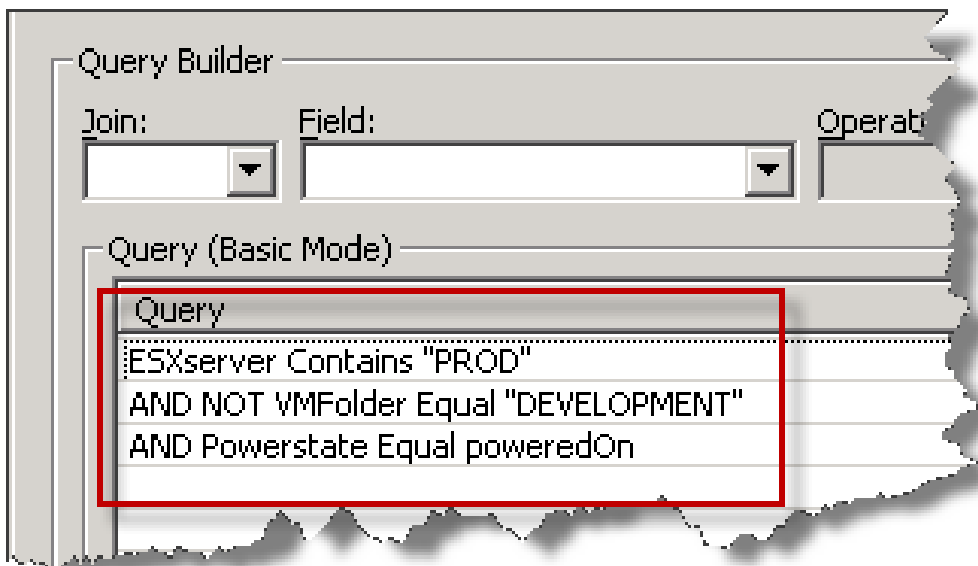 Query Builder
Join: Field:
Query (Basic Mode)
Query
ESXserver Contains "PROD"
AND NOT VMFolder Equal "DEVELOPMENT"
AND Powerstate Equal poweredOn